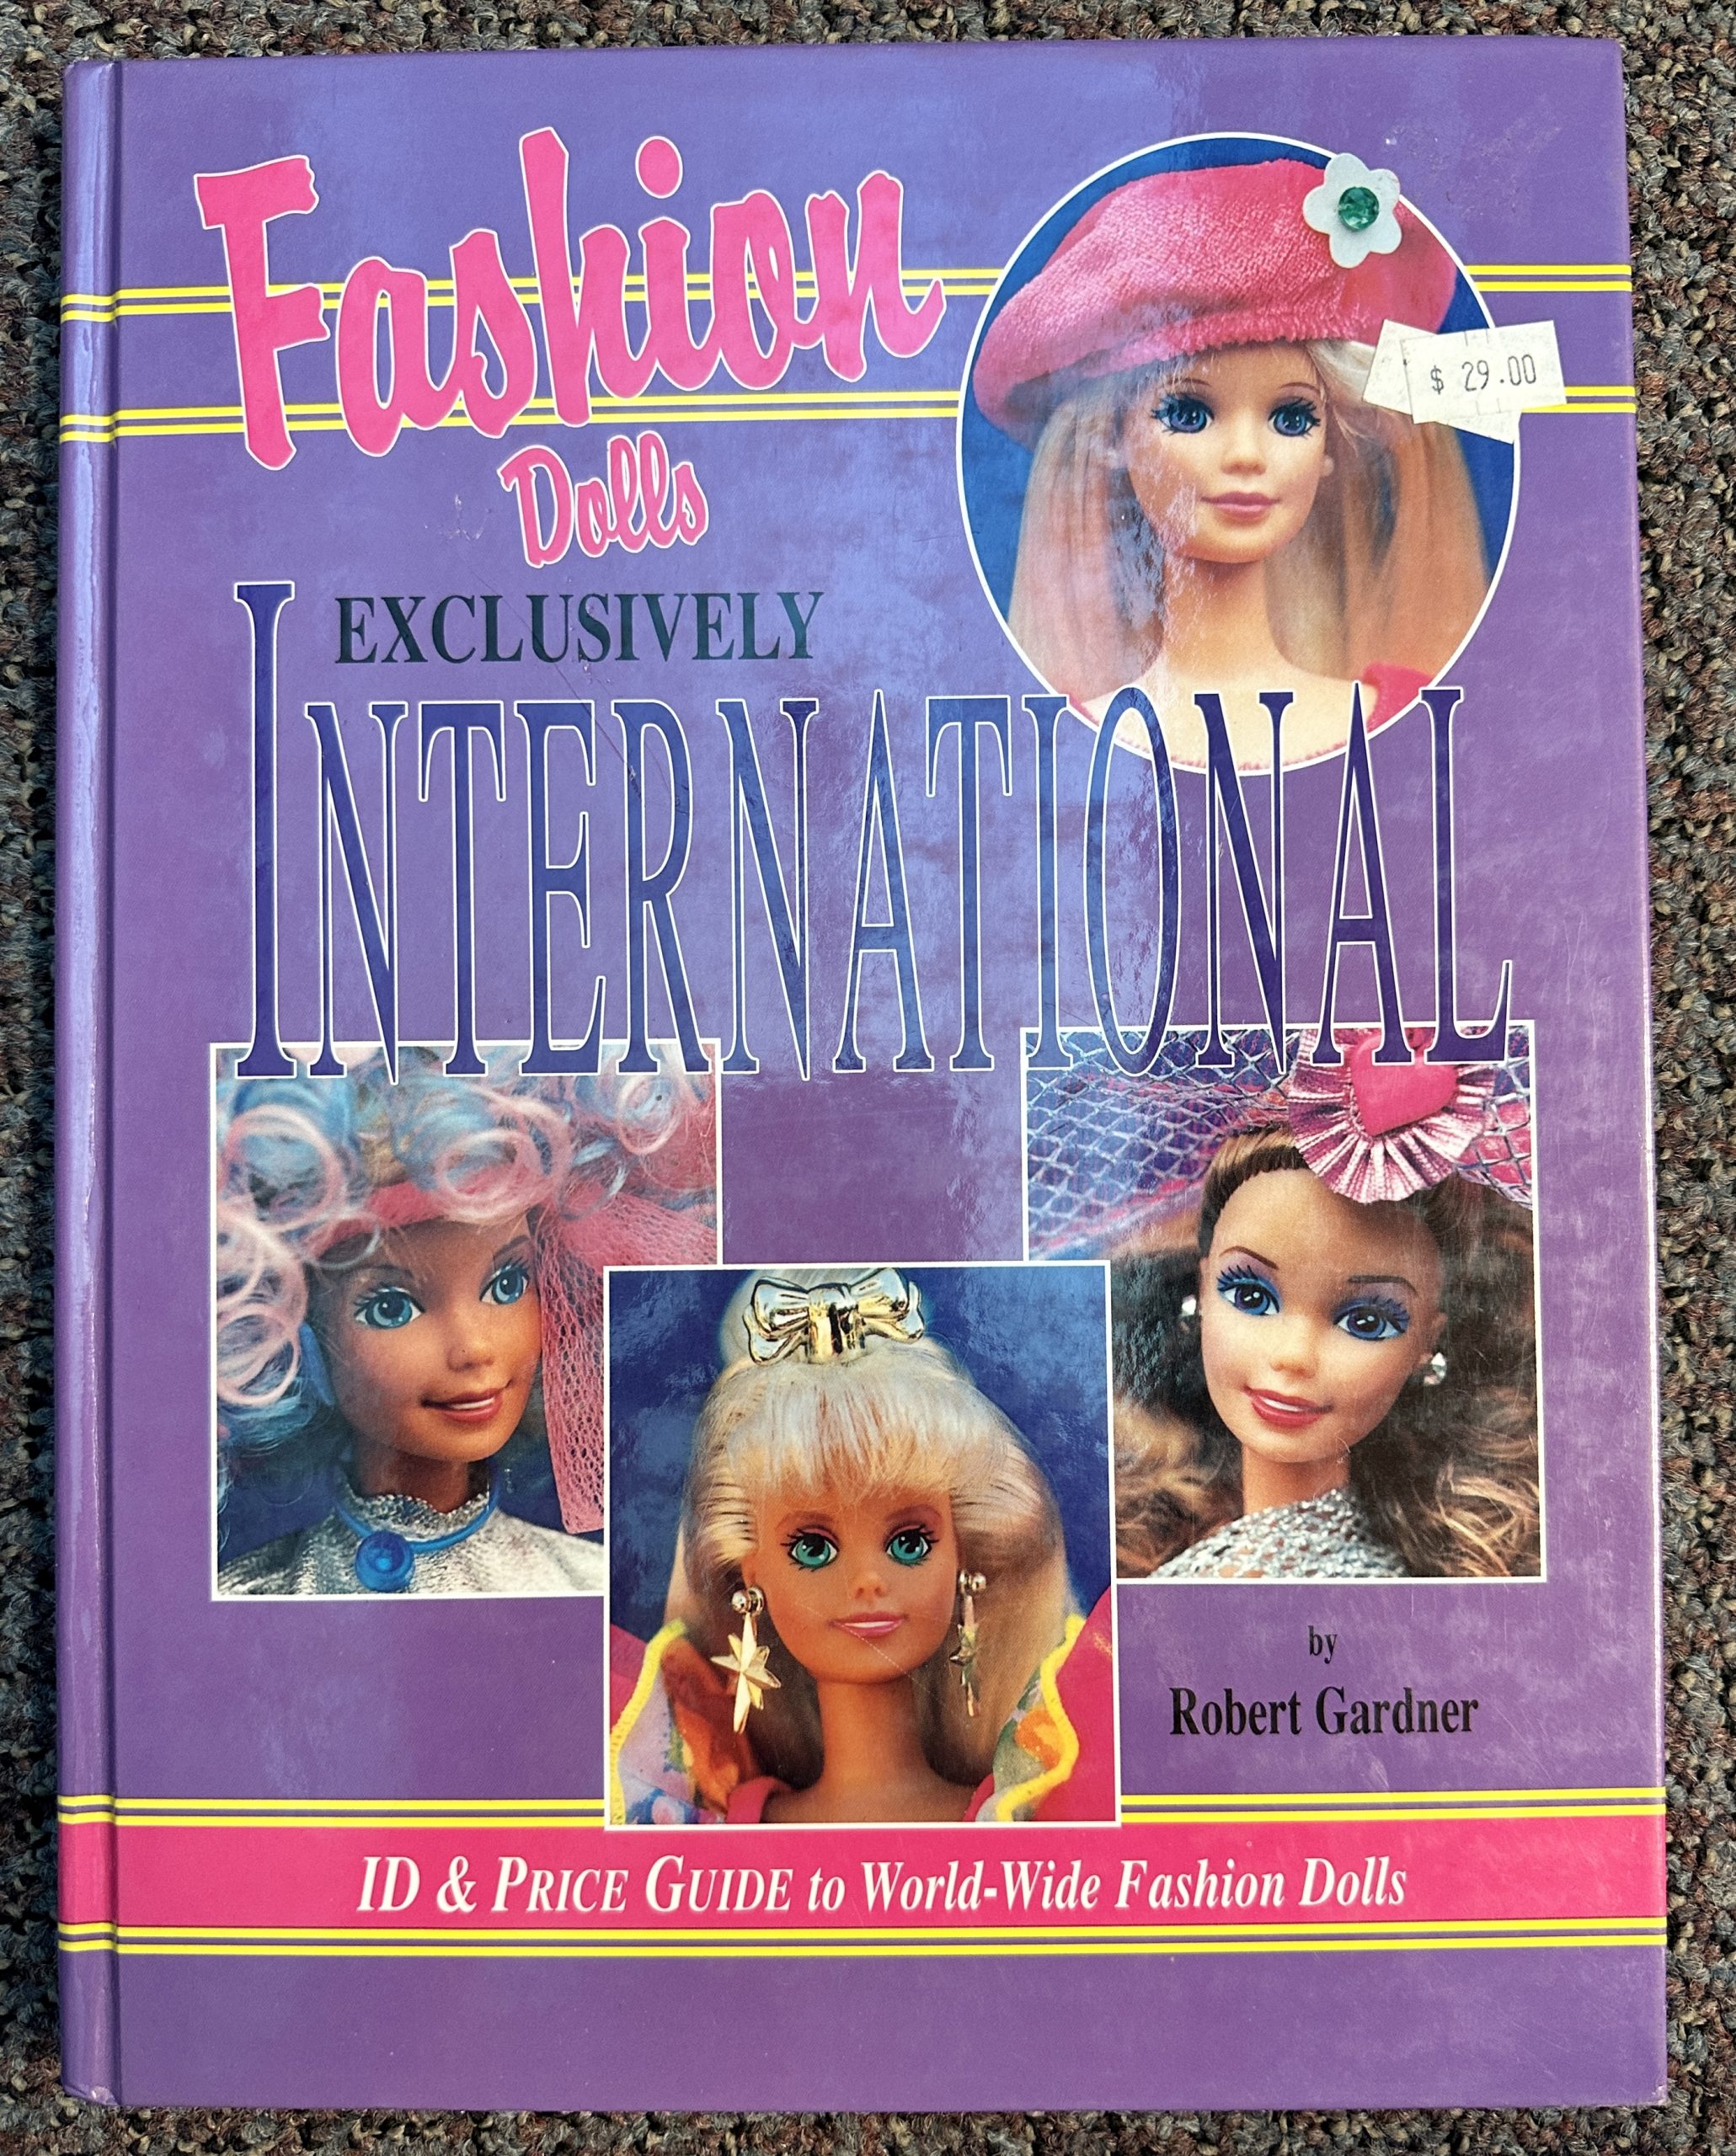 Fashion
Dolls
$ 29.00
EXCLUSIVELY
INTERNATIONAL
by
Robert Gardner
ID & PRICE GUIDE to World-Wide Fashion Dolls